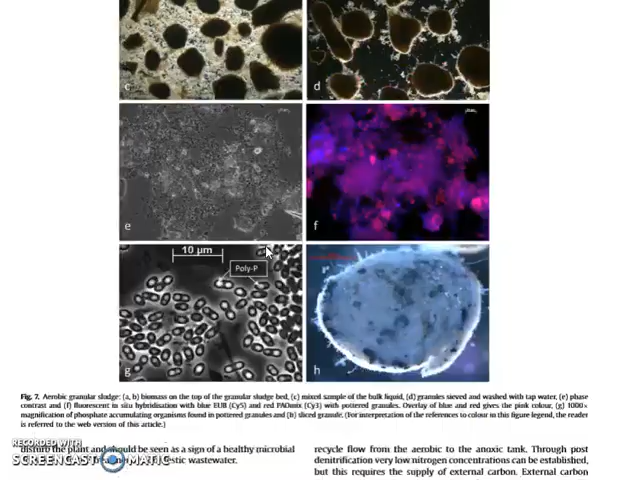 c
d
e
f
10 µm
Poly-P
g
h
Fig. 7. Aerobic granular sludge: (a, b) biomass on the top of the granular sludge bed, (c) mixed sample of the bulk liquid, (d) granules sieved and washed with tap water, (e) phase
contrast and (f) fluorescent in situ hybridisation with blue EUB (Cy5) and red PAOmix (Cy3) with pottered granules. Overlay of blue and red gives the pink colour, (g) 1000×
magnification of phosphate accumulating organisms found in pottered granules and (h) sliced granule. (For interpretation of the references to colour in this figure legend, the reader
is referred to the web version of this article.)
disturb the plant and should be seen as a sign of a healthy microbial
recycle flow from the aerobic to the anoxic tank. Through post
denitrification very low nitrogen concentrations can be established,
but this requires the supply of external carbon. External carbon
RECORDED WITH
SCREENCAST MATIC
wastewater.